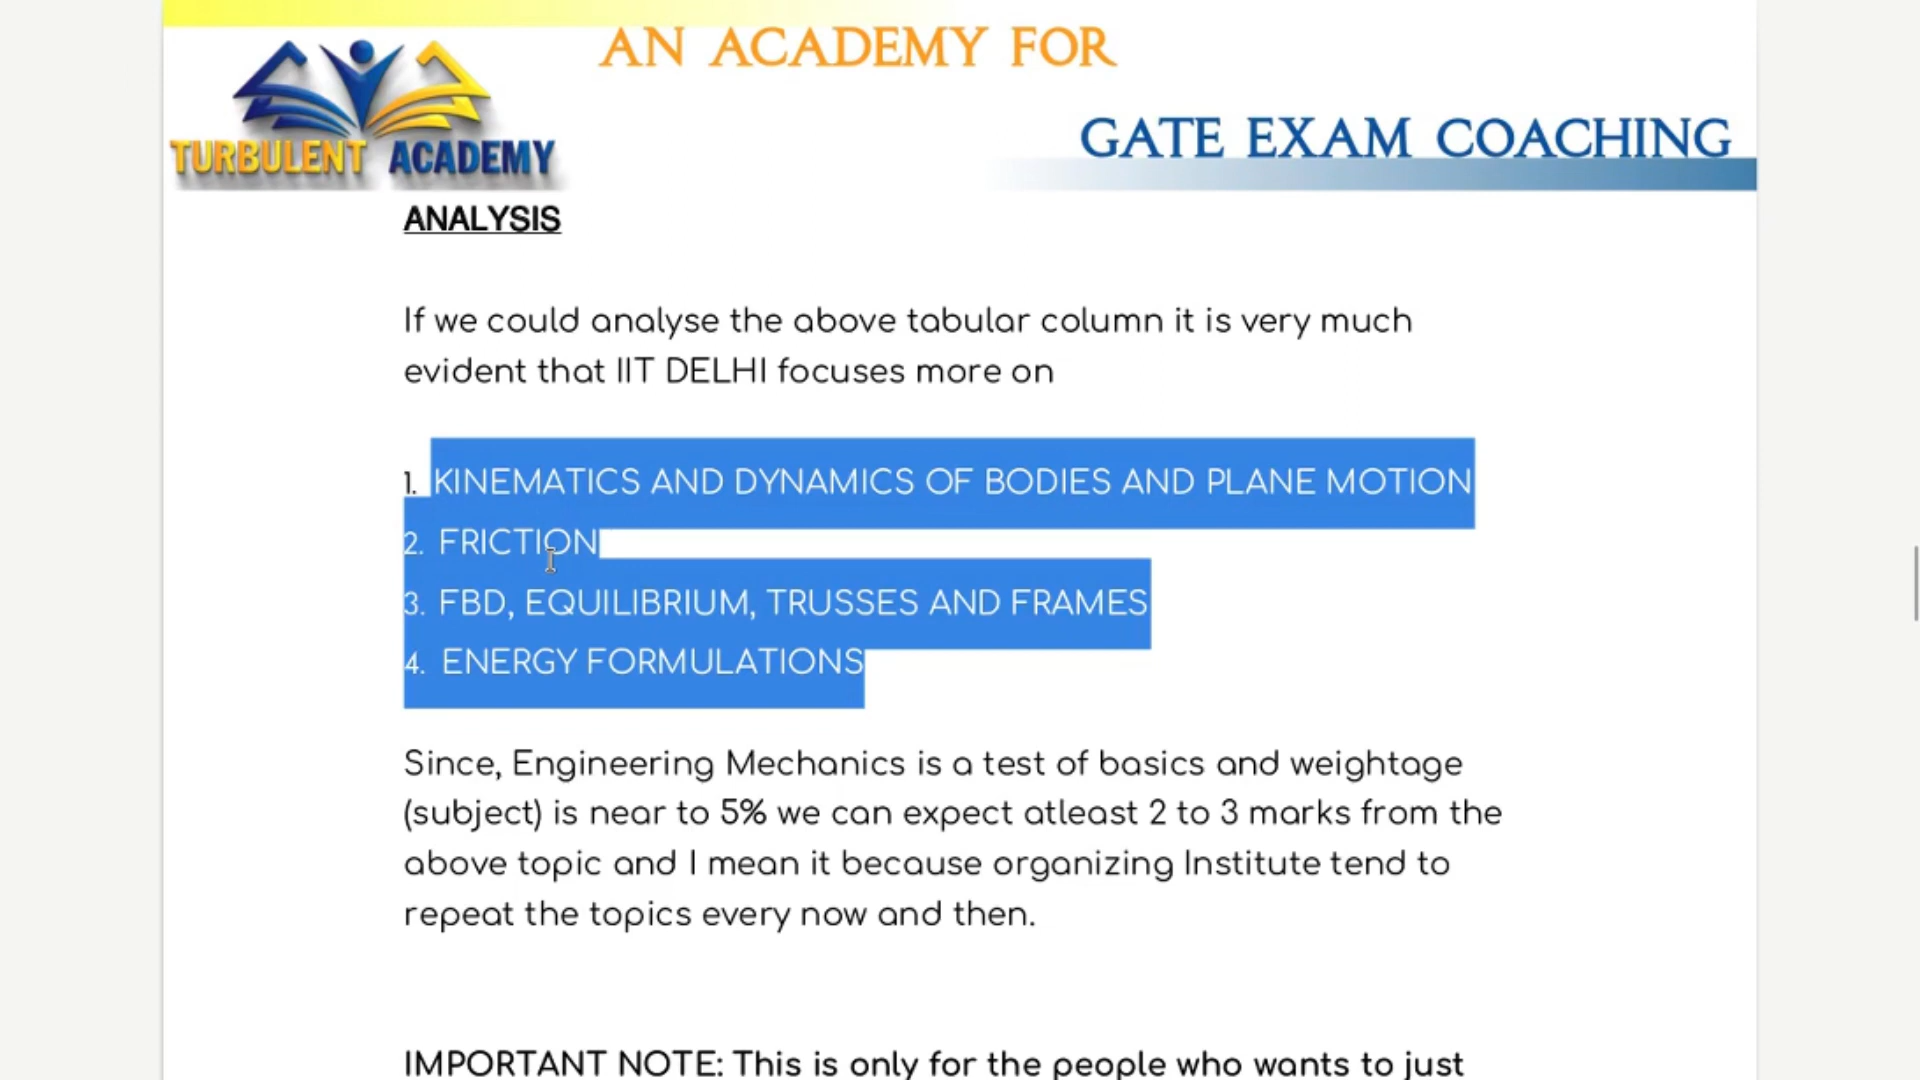 AN ACADEMY FOR
GATE EXAM COACHING
TURBULENT ACADEMY
ANALYSIS
If we could analyse the above tabular column it is very much
evident that IIT DELHI focuses more on
1. KINEMATICS AND DYNAMICS OF BODIES AND PLANE MOTION
2. FRICTION
3. FBD, EQUILIBRIUM, TRUSSES AND FRAMES
4. ENERGY FORMULATIONS
Since, Engineering Mechanics is a test of basics and weightage
(subject) is near to 5% we can expect atleast 2 to 3 marks from the
above topic and I mean it because organizing Institute tend to
repeat the topics every now and then.
IMPORTANT NOTE: This is only for the people who wants to just